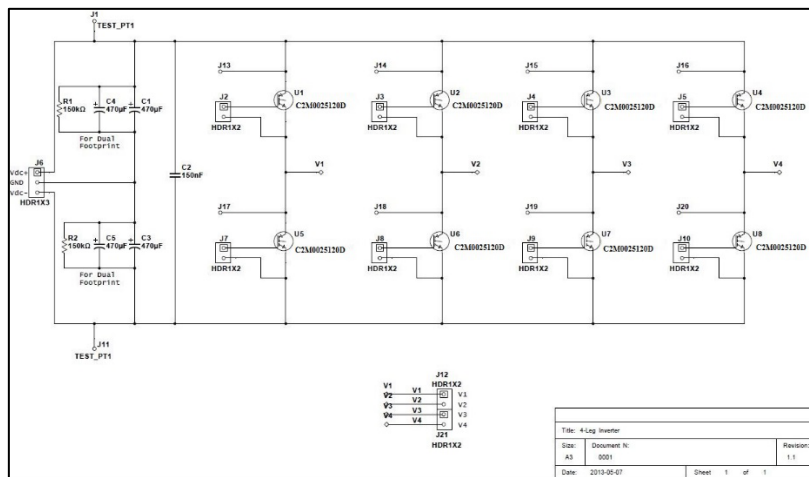 J1
TEST_PT1
J13
J14
J15
J16
U1
C2M0025120D
U2
C2M0025120D
U3
C2M0025120D
U4
C2M0025120D
J2
HDR1X2
J3
HDR1X2
J4
HDR1X2
J5
HDR1X2
R1
150kΩ
C4
470µF
C1
470µF
For Dual
Footprint
J6
Vdc+
GND
Vdc-
HDR1X3
C2
150nF
V1
V2
V3
V4
J17
J18
J19
J20
R2
150kΩ
C5
470µF
C3
470µF
For Dual
Footprint
U5
C2M0025120D
U6
C2M0025120D
U7
C2M0025120D
U8
C2M0025120D
J7
HDR1X2
J8
HDR1X2
J9
HDR1X2
J10
HDR1X2
J11
TEST_PT1
J12
HDR1X2
V1 V1 V1
V2 V2 V2
V3 V3 V3
V4 V4 V4
J21
HDR1X2
Title: 4-Leg Inverter
Size: Document N: Revision:
A3 0001 1.1
Date: 2013-05-07 Sheet 1 of 1